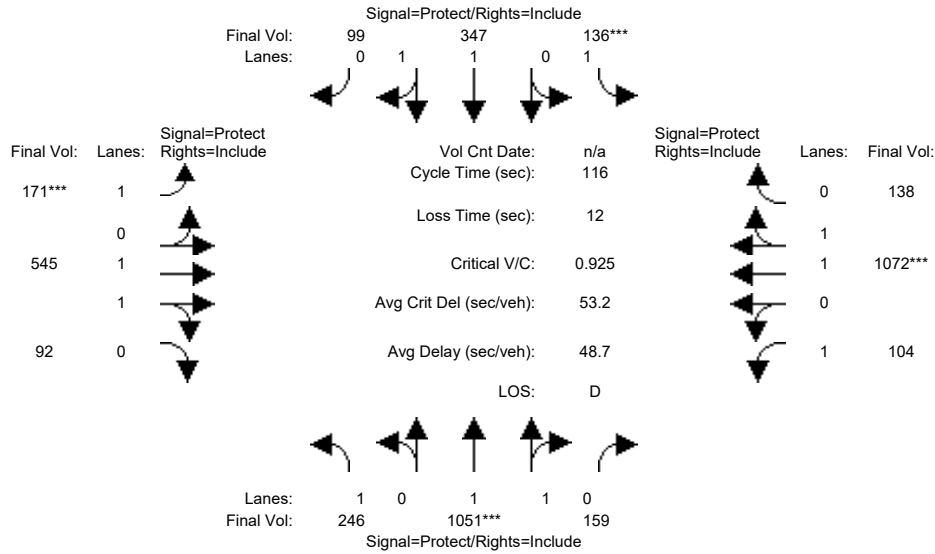 Signal=Protect/Rights=Include
Final Vol: 99 347 136***
Lanes: 0 1 1 0 1
Signal=Protect
Final Vol: Lanes: Rights=Include
Vol Cnt Date: n/a
Signal=Protect
Rights=Include Lanes: Final Vol:
Cycle Time (sec): 116
171*** 1
0 138
Loss Time (sec): 12
0
1
545 1
Critical V/C: 0.925
1 1072***
1
Avg Crit Del (sec/veh): 53.2
0
92 0
Avg Delay (sec/veh): 48.7
1 104
LOS: D
Lanes: 1 0 1 1 0
Final Vol: 246 1051*** 159
Signal=Protect/Rights=Include